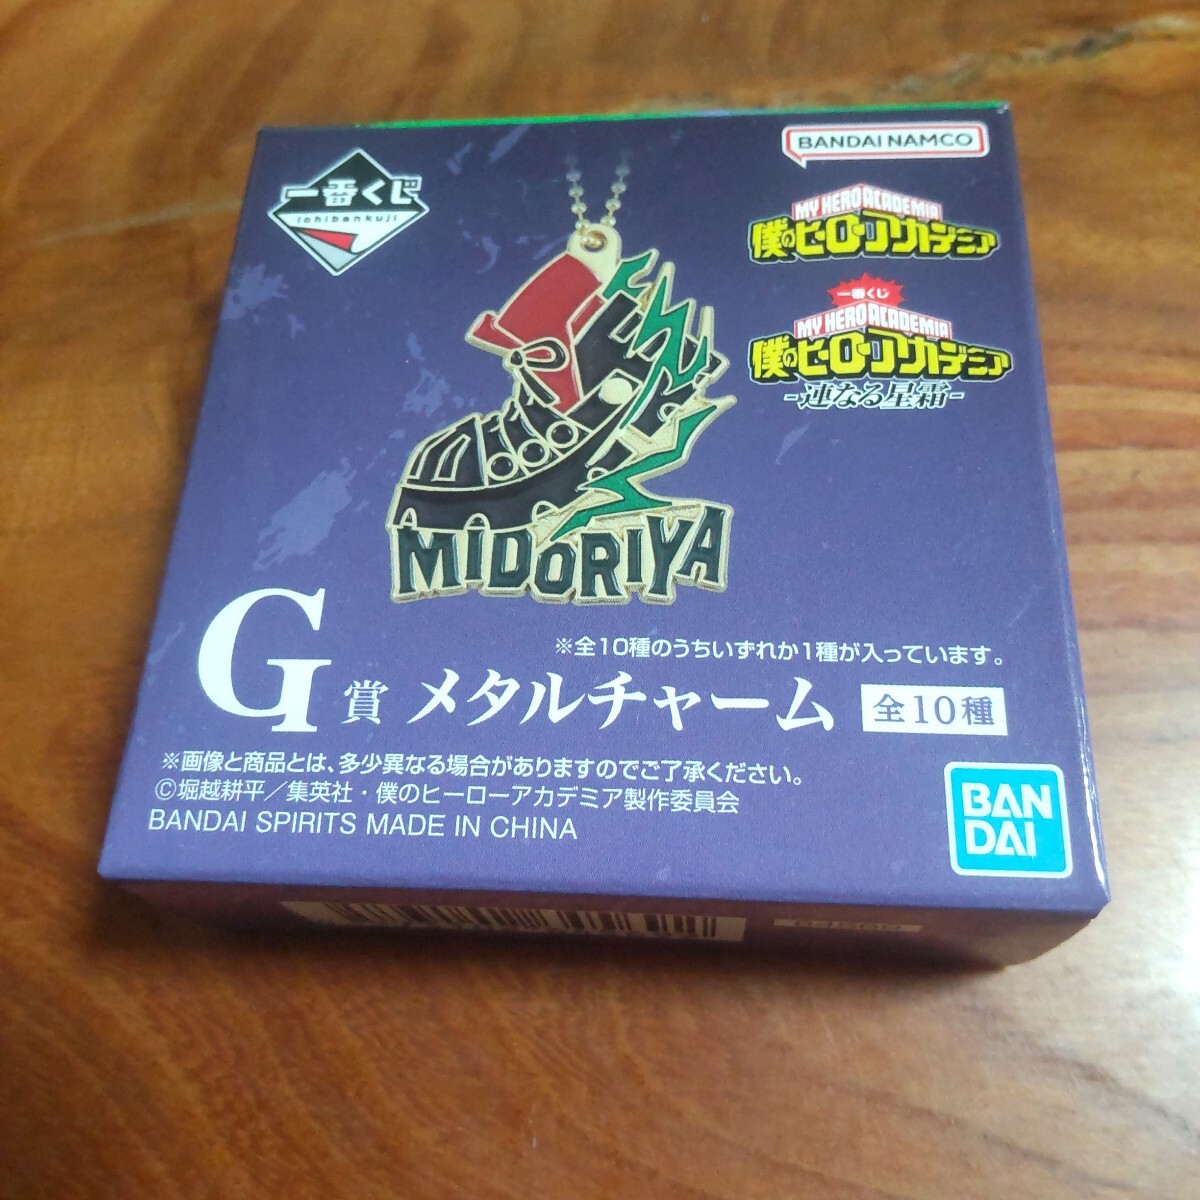 一番くじ
ichibankuji
BANDAI NAMCO
MY HERO ACADEMIA
僕のヒーローアカデミア
一番くじ
MY HERO ACADEMIA
僕のヒーローアカデミア
-連なる星霜-
MIDORIYA
※全10種のうちいずれか1種が入っています。
G賞 メタルチャーム 全10種
※画像と商品とは、多少異なる場合がありますのでご了承ください。
©堀越耕平/集英社・僕のヒーローアカデミア製作委員会
BANDAI SPIRITS MADE IN CHINA
BAN
DAI